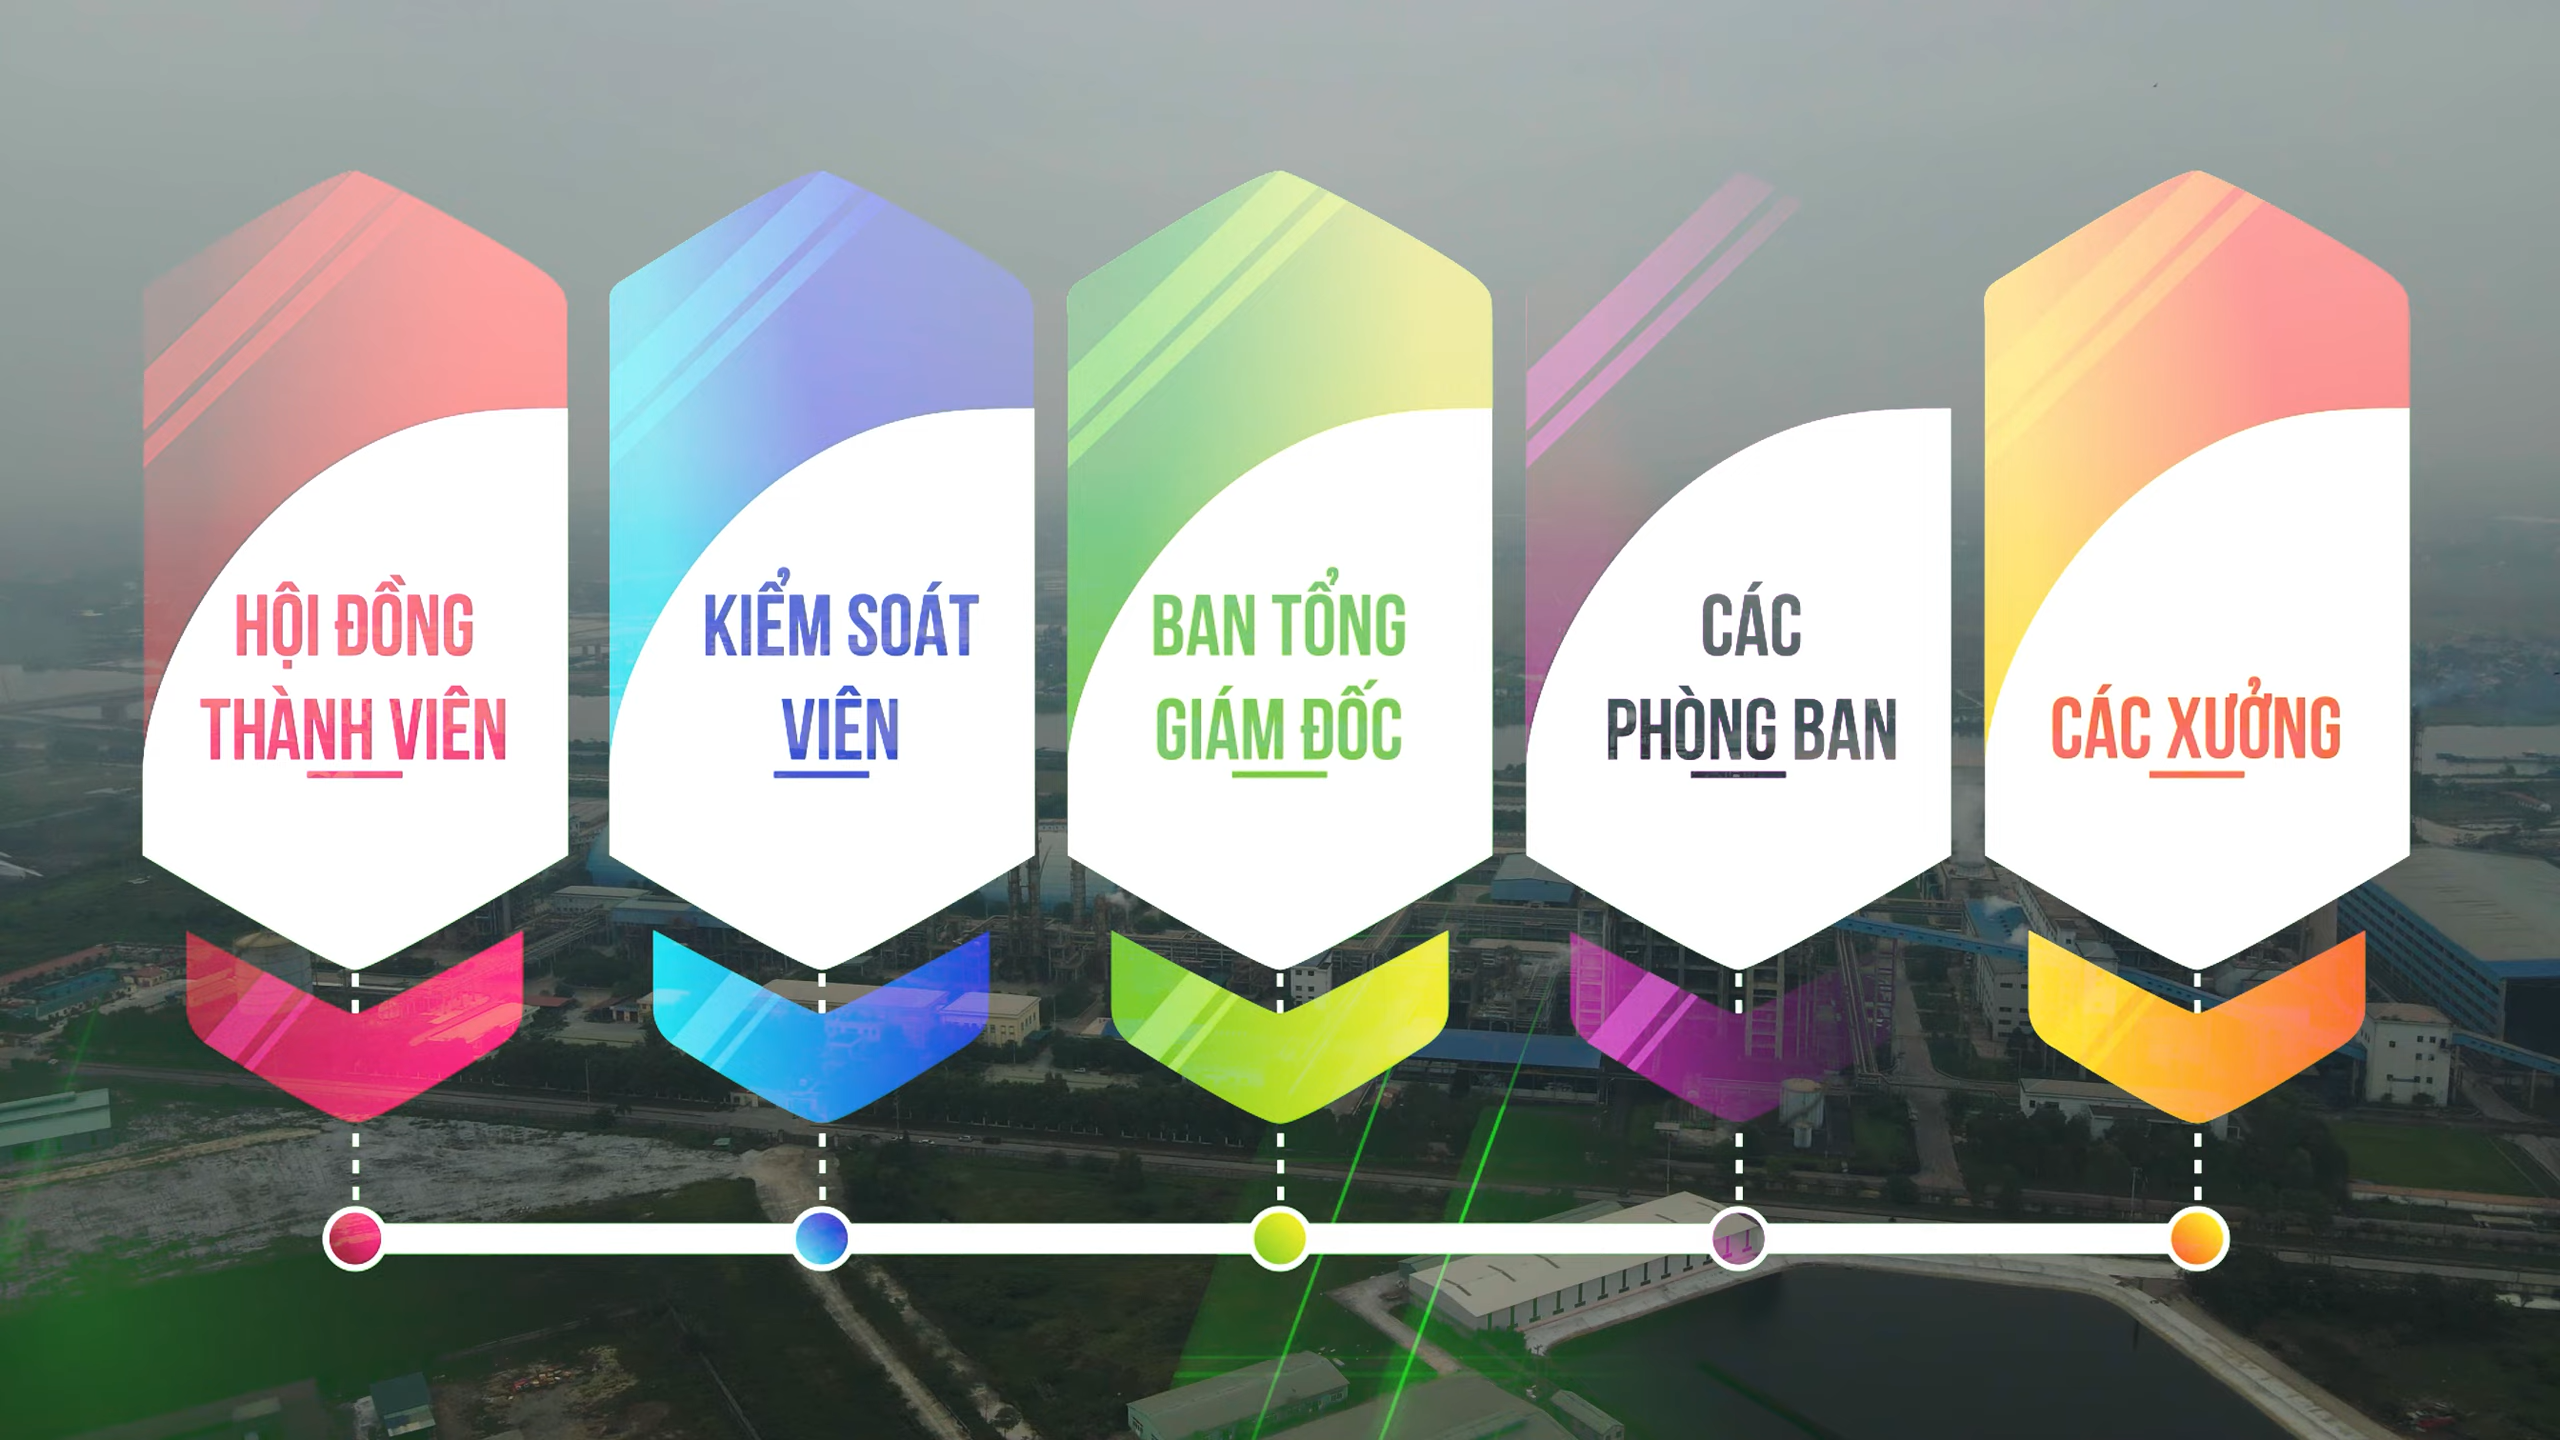 HỘI ĐỒNG
THÀNH VIÊN
KIỂM SOÁT
VIÊN
BAN TỔNG
GIÁM ĐỐC
CÁC
PHÒNG BAN
CÁC XƯỞNG